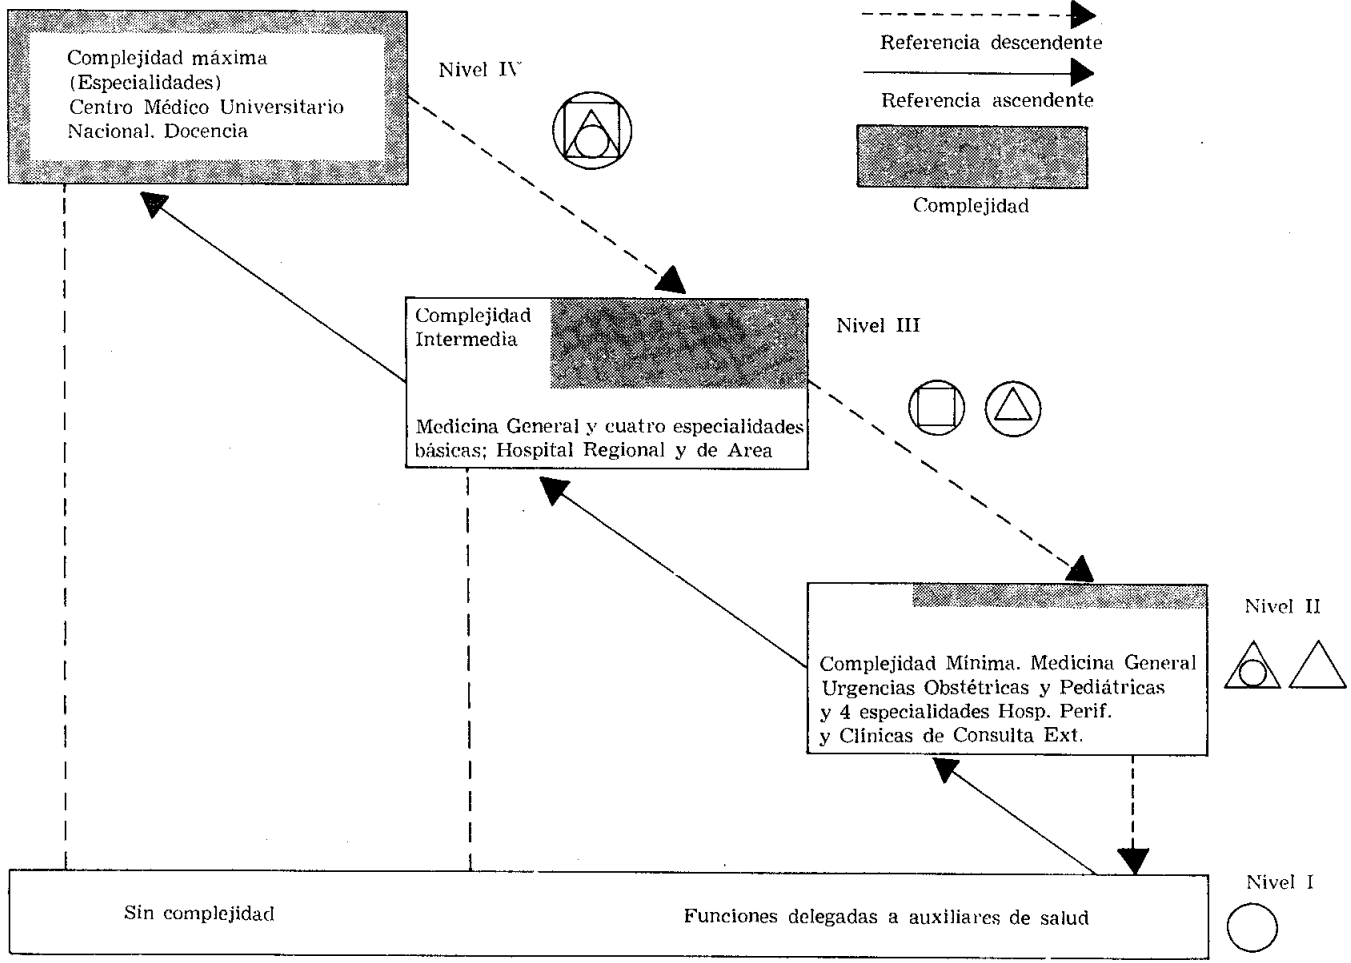 Complejidad máxima
(Especialidades)
Centro Médico Universitario
Nacional. Docencia
Nivel IV
Referencia descendente
Referencia ascendente
Complejidad
Complejidad
Intermedia
Medicina General y cuatro especialidades
básicas; Hospital Regional y de Area
Nivel III
Nivel II
Complejidad Mínima. Medicina General
Urgencias Obstétricas y Pediátricas
y 4 especialidades Hosp. Perif.
y Clínicas de Consulta Ext.
Nivel I
Sin complejidad
Funciones delegadas a auxiliares de salud